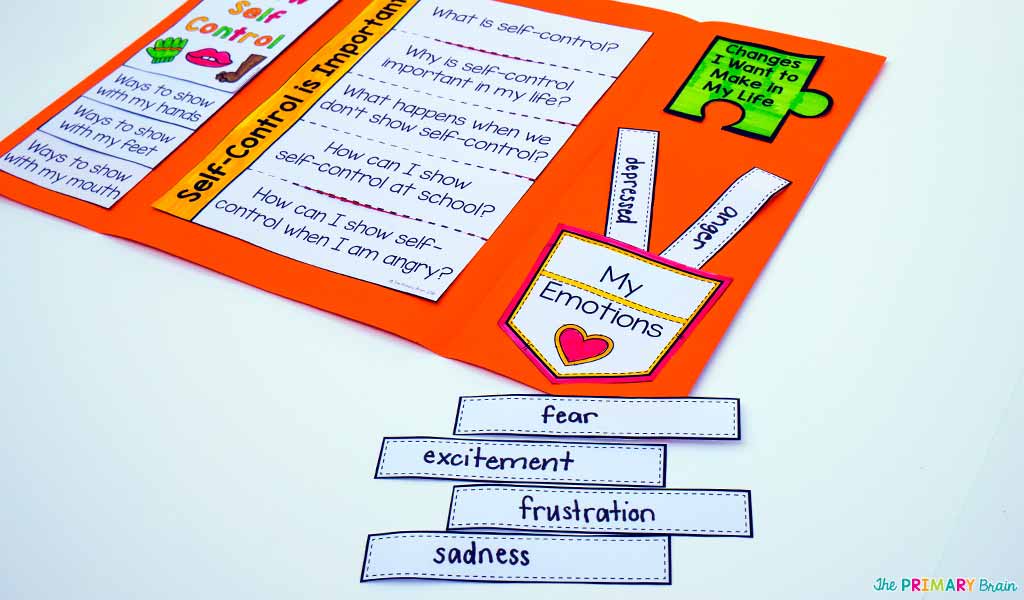 Self
Control
Ways to show
with my hands
Ways to show
with my feet
Ways to show
with my mouth
Self-Control is Important
What is self-control?
Why is self-control
important in my life?
What happens when we
don't show self-control?
How can I show
self-control at school?
How can I show self-
control when I am angry?
Changes
I Want to
Make in
My Life
depressed
anger
My
Emotions
fear
excitement
frustration
sadness
The PRIMARY Brain